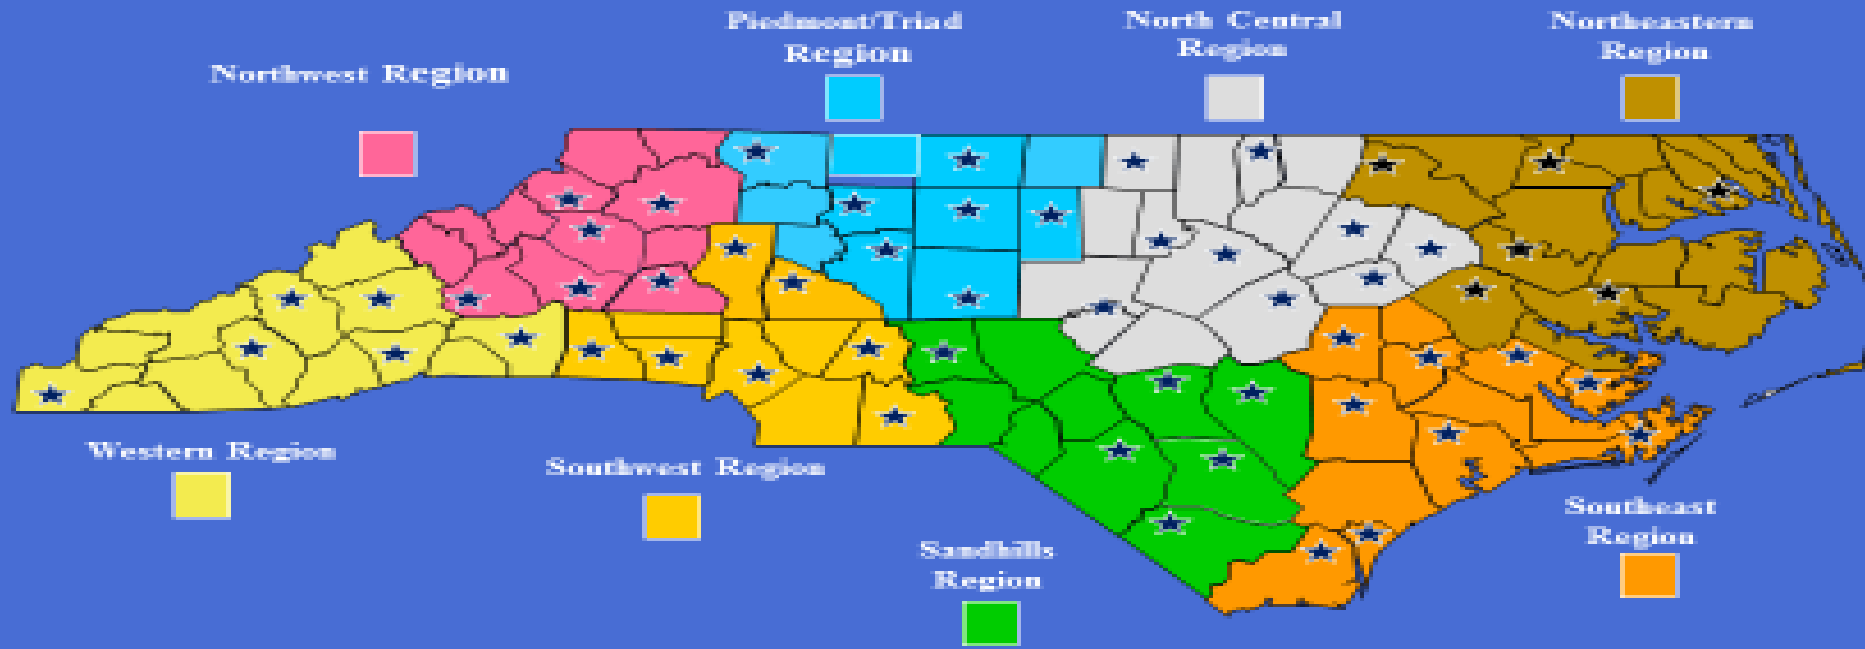 Piedmont/Triad
Region
North Central
Region
Northeastern
Region
Northwest Region
Western Region
Southwest Region
Sandhills
Region
Southeast
Region